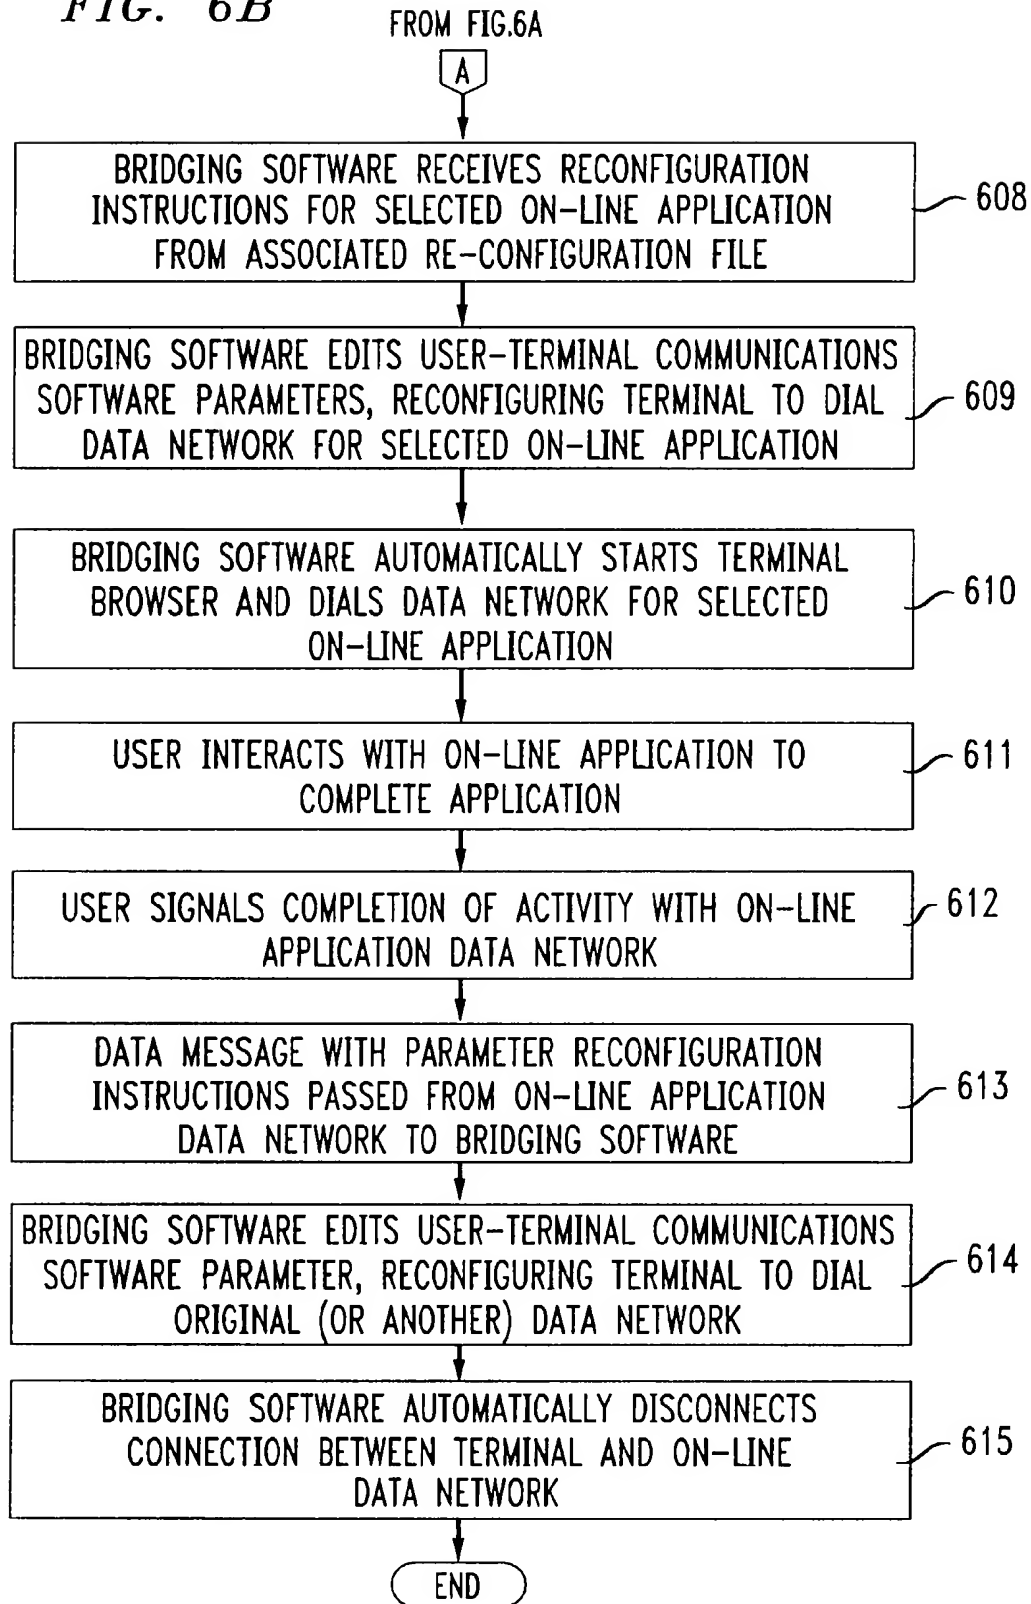 FIG. 6B
FROM FIG.6A
A
BRIDGING SOFTWARE RECEIVES RECONFIGURATION
INSTRUCTIONS FOR SELECTED ON-LINE APPLICATION
FROM ASSOCIATED RE-CONFIGURATION FILE
608
BRIDGING SOFTWARE EDITS USER-TERMINAL COMMUNICATIONS
SOFTWARE PARAMETERS, RECONFIGURING TERMINAL TO DIAL
DATA NETWORK FOR SELECTED ON-LINE APPLICATION
609
BRIDGING SOFTWARE AUTOMATICALLY STARTS TERMINAL
BROWSER AND DIALS DATA NETWORK FOR SELECTED
ON-LINE APPLICATION
610
USER INTERACTS WITH ON-LINE APPLICATION TO
COMPLETE APPLICATION
611
USER SIGNALS COMPLETION OF ACTIVITY WITH ON-LINE
APPLICATION DATA NETWORK
612
DATA MESSAGE WITH PARAMETER RECONFIGURATION
INSTRUCTIONS PASSED FROM ON-LINE APPLICATION
DATA NETWORK TO BRIDGING SOFTWARE
613
BRIDGING SOFTWARE EDITS USER-TERMINAL COMMUNICATIONS
SOFTWARE PARAMETER, RECONFIGURING TERMINAL TO DIAL
ORIGINAL (OR ANOTHER) DATA NETWORK
614
BRIDGING SOFTWARE AUTOMATICALLY DISCONNECTS
CONNECTION BETWEEN TERMINAL AND ON-LINE
DATA NETWORK
615
END